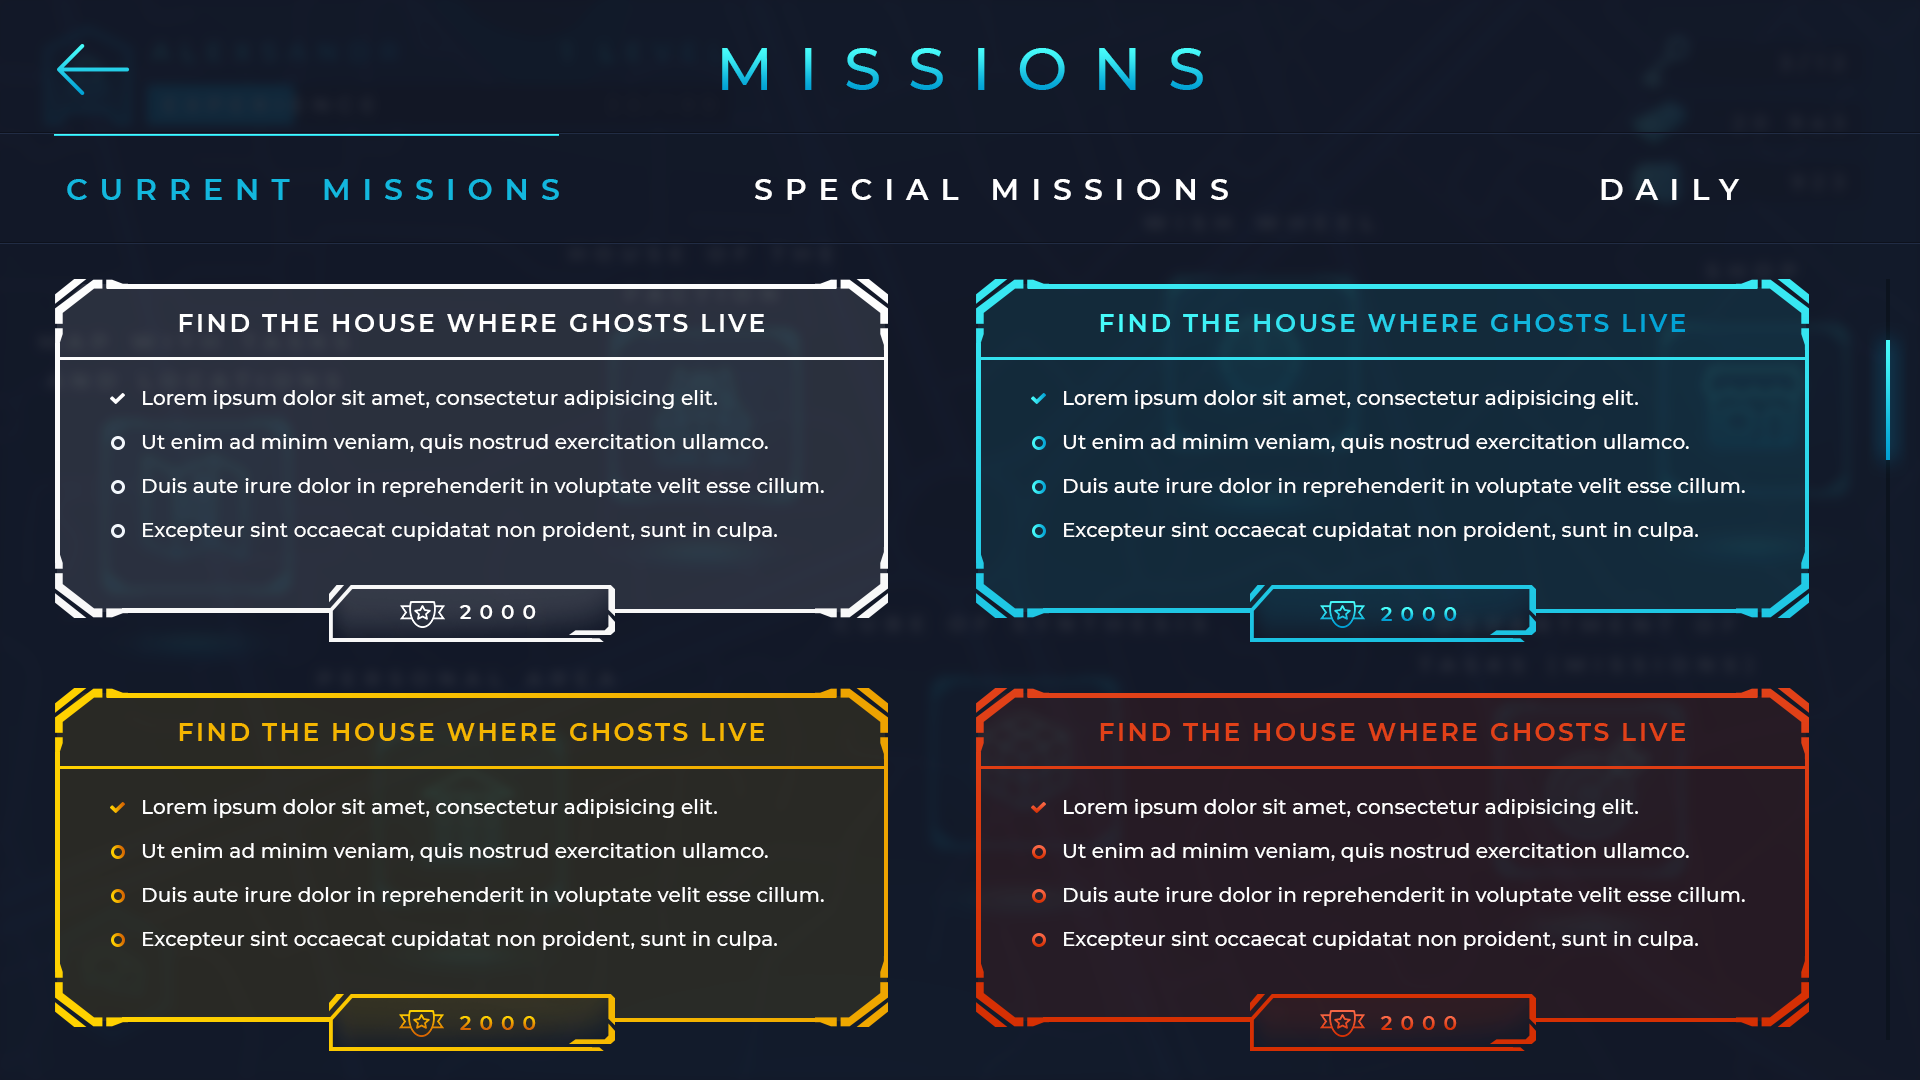 MISSIONS
CURRENT MISSIONS
SPECIAL MISSIONS
DAILY
FIND THE HOUSE WHERE GHOSTS LIVE
Lorem ipsum dolor sit amet, consectetur adipisicing elit.
Ut enim ad minim veniam, quis nostrud exercitation ullamco.
Duis aute irure dolor in reprehenderit in voluptate velit esse cillum.
Excepteur sint occaecat cupidatat non proident, sunt in culpa.
2000
FIND THE HOUSE WHERE GHOSTS LIVE
Lorem ipsum dolor sit amet, consectetur adipisicing elit.
Ut enim ad minim veniam, quis nostrud exercitation ullamco.
Duis aute irure dolor in reprehenderit in voluptate velit esse cillum.
Excepteur sint occaecat cupidatat non proident, sunt in culpa.
2000
FIND THE HOUSE WHERE GHOSTS LIVE
Lorem ipsum dolor sit amet, consectetur adipisicing elit.
Ut enim ad minim veniam, quis nostrud exercitation ullamco.
Duis aute irure dolor in reprehenderit in voluptate velit esse cillum.
Excepteur sint occaecat cupidatat non proident, sunt in culpa.
2000
FIND THE HOUSE WHERE GHOSTS LIVE
Lorem ipsum dolor sit amet, consectetur adipisicing elit.
Ut enim ad minim veniam, quis nostrud exercitation ullamco.
Duis aute irure dolor in reprehenderit in voluptate velit esse cillum.
Excepteur sint occaecat cupidatat non proident, sunt in culpa.
2000